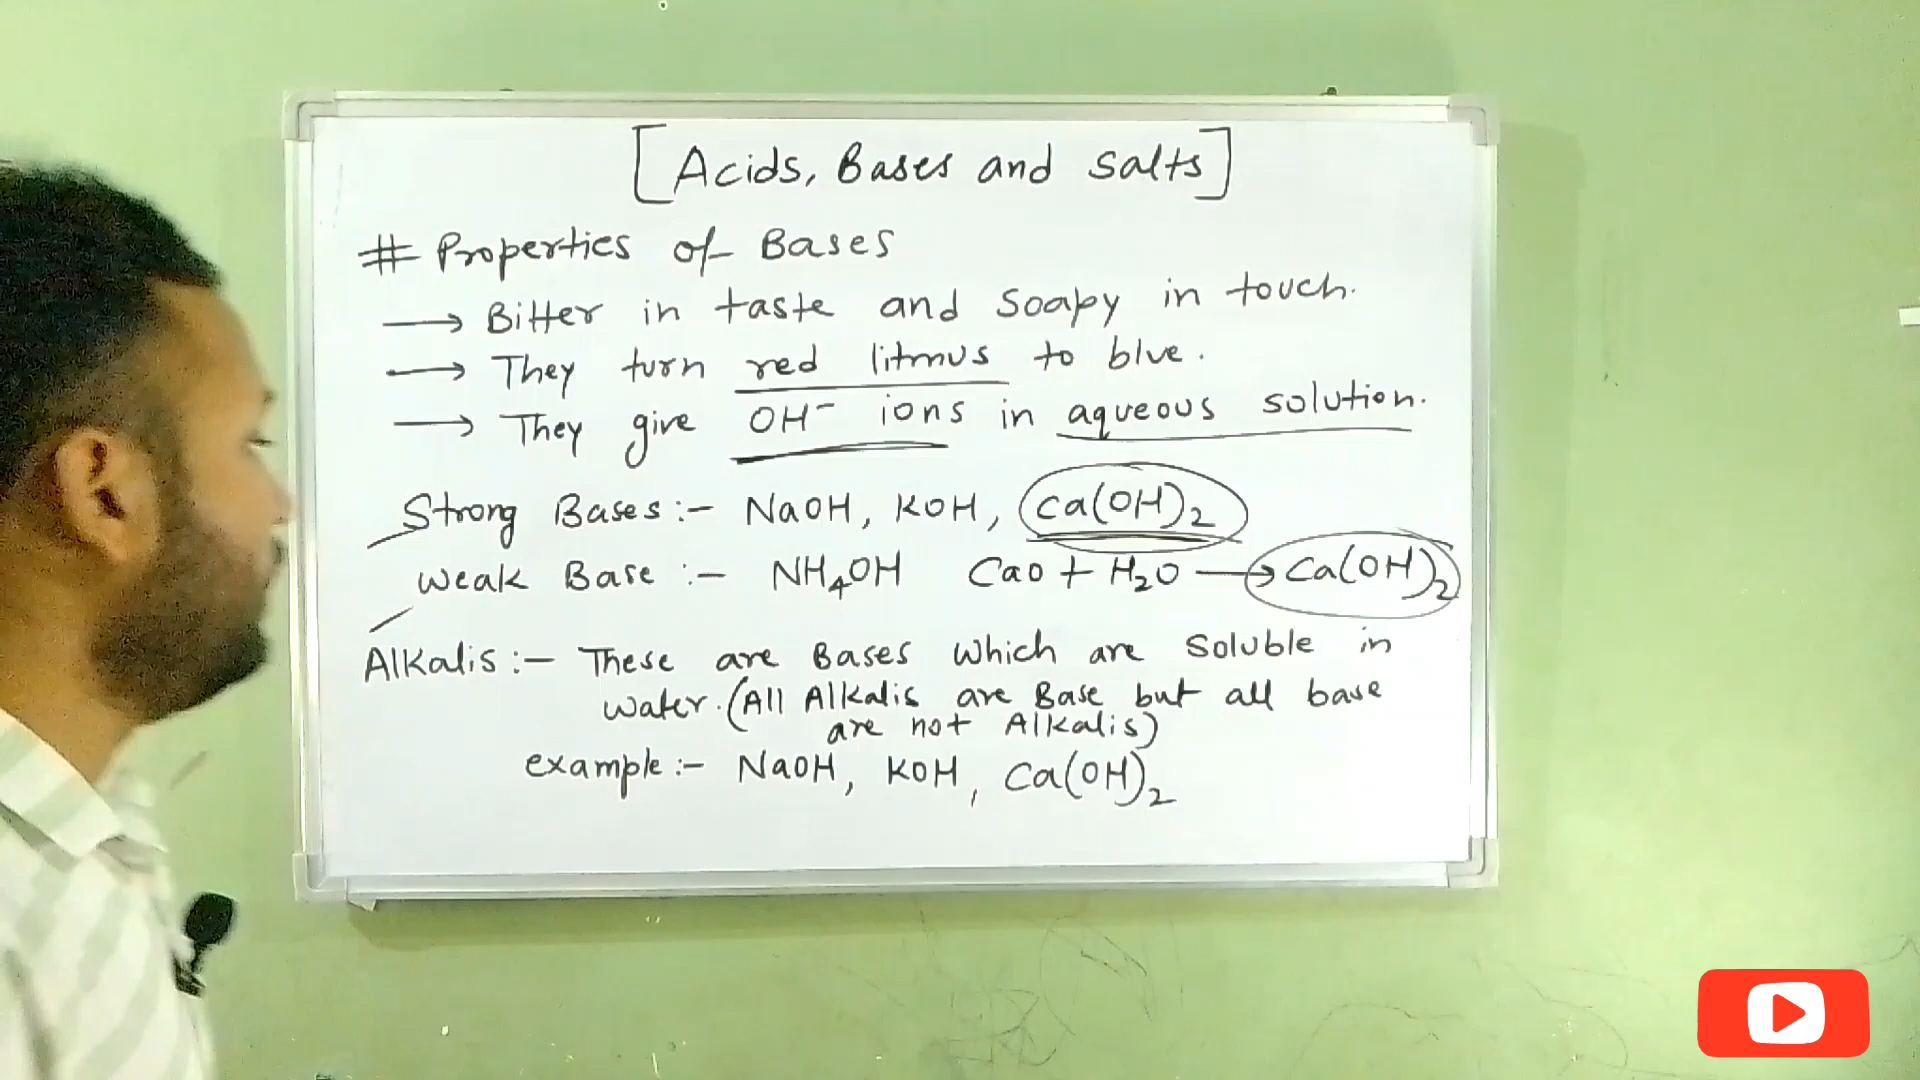 [Acids, Bases and Salts]
# Properties of Bases
→ Bitter in taste and Soapy in touch.
→ They turn red litmus to blue.
→ They give OH⁻ ions in aqueous solution.
Strong Bases :- NaOH, KOH, Ca(OH)₂
Weak Base :- NH₄OH CaO + H₂O → Ca(OH)₂
Alkalis :- These are Bases which are Soluble in
water. (All Alkalis are Base but all base
are not Alkalis)
example :- NaOH, KOH, Ca(OH)₂